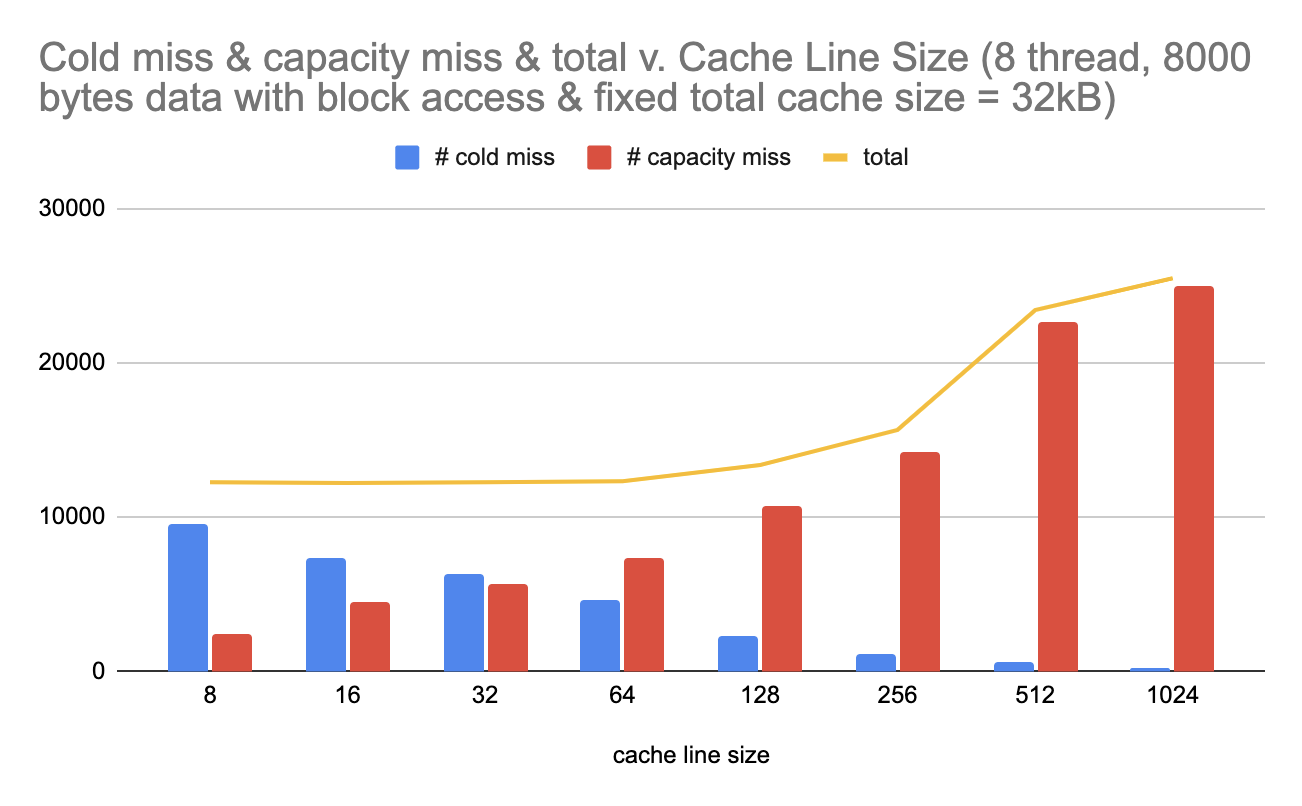 Cold miss & capacity miss & total v. Cache Line Size (8 thread, 8000
bytes data with block access & fixed total cache size = 32kB)
# cold miss # capacity miss total
30000
20000
10000
0
8 16 32 64 128 256 512 1024
cache line size